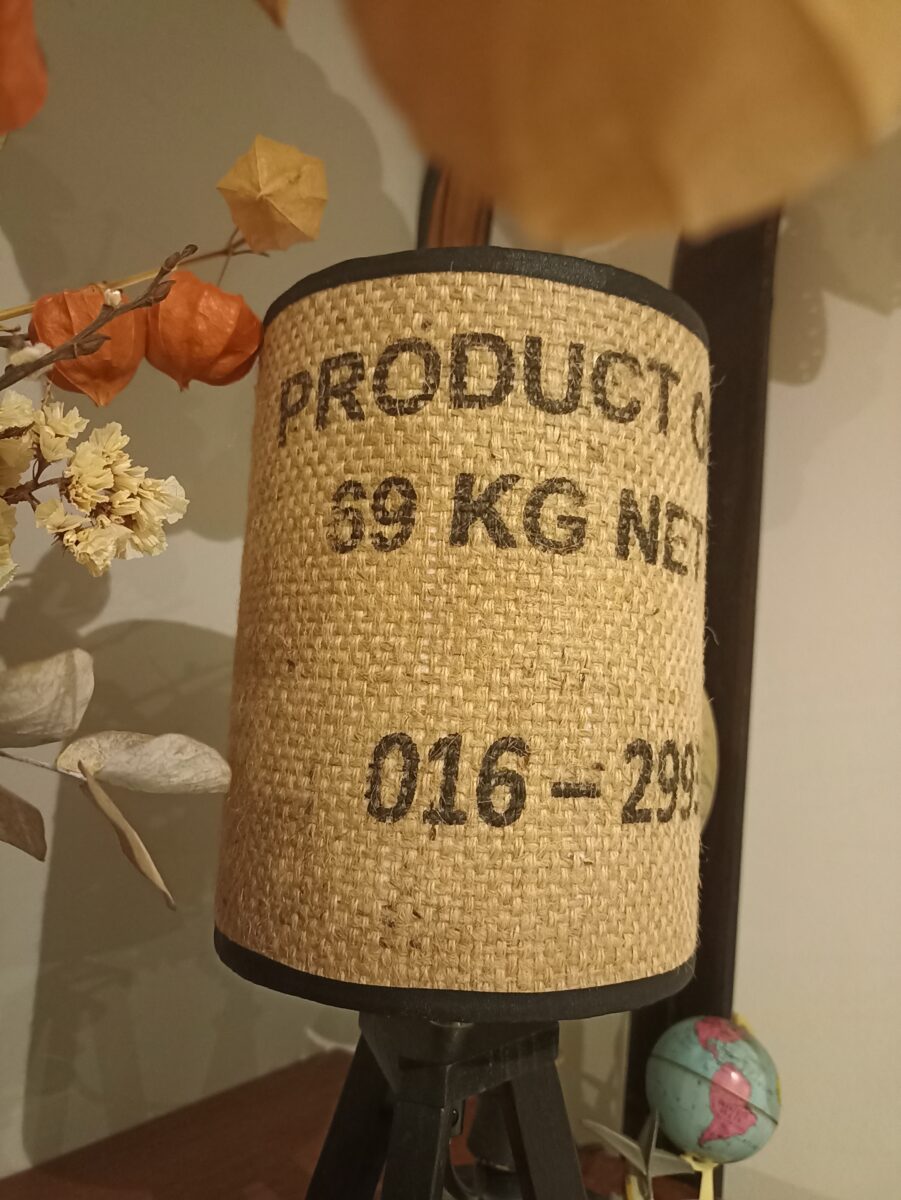 PRODUCT O
69 KG NET
016 – 299